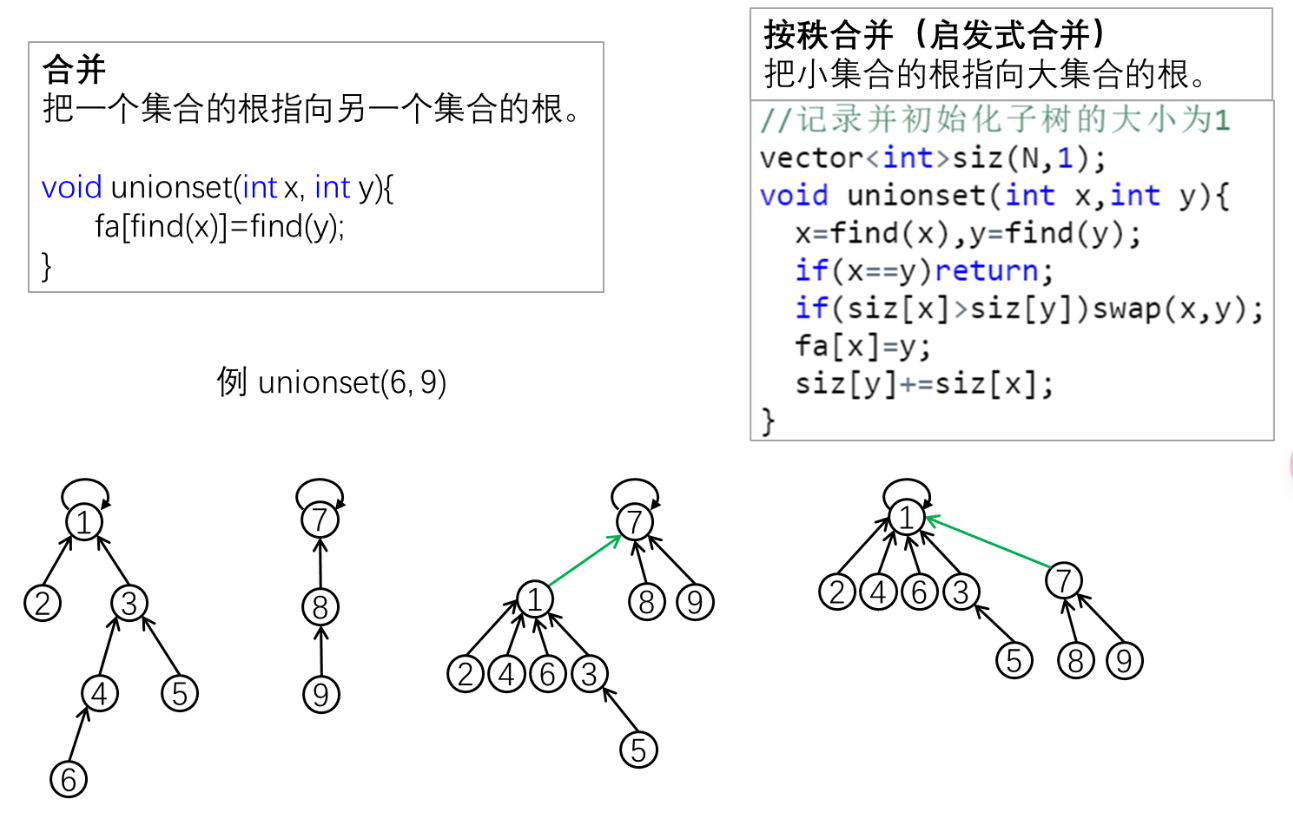 合并
把一个集合的根指向另一个集合的根。
void unionset(int x, int y){
fa[find(x)]=find(y);
}
例 unionset(6, 9)
按秩合并（启发式合并）
把小集合的根指向大集合的根。
//记录并初始化子树的大小为1
vector<int>siz(N,1);
void unionset(int x,int y){
x=find(x),y=find(y);
if(x==y)return;
if(siz[x]>siz[y])swap(x,y);
fa[x]=y;
siz[y]+=siz[x];
}
1
2 3
4 5
6
7
8
9
7
1 8 9
2 4 6 3
5
1
7
2 4 6 3
5 8 9